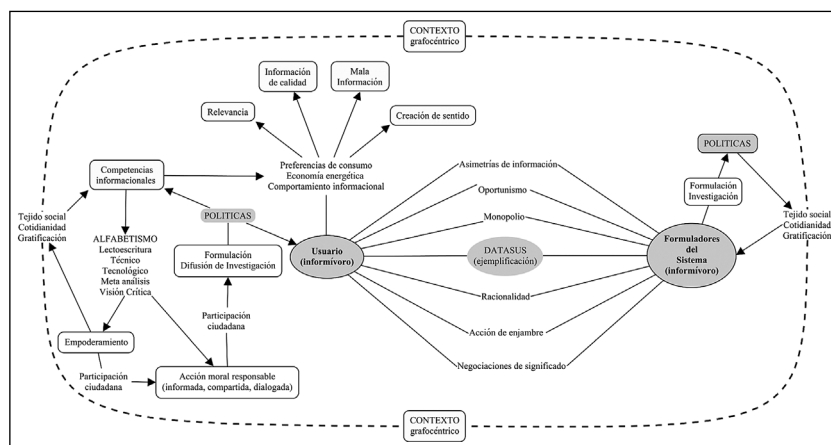 CONTEXTO
grafocéntrico
Información
de calidad
Mala
Información
Relevancia
Creación de sentido
Preferencias de consumo
Economía energética
Comportamiento informacional
Competencias
informacionales
POLITICAS
Tejido social
Cotidianidad
Gratificación
ALFABETISMO
Lectoescritura
Técnico
Tecnológico
Meta análisis
Visión Crítica
Formulación
Difusión de Investigación
Participación
ciudadana
Empoderamiento
Participación
ciudadana
Acción moral responsable
(informada, compartida, dialogada)
Usuario
(informívoro)
Asimetrías de información
Oportunismo
Monopolio
DATASUS
(ejemplificación)
Racionalidad
Acción de enjambre
Negociaciones de significado
Formuladores
del
Sistema
(informívoro)
POLITICAS
Formulación
Investigación
Tejido social
Cotidianidad
Gratificación
CONTEXTO
grafocéntrico